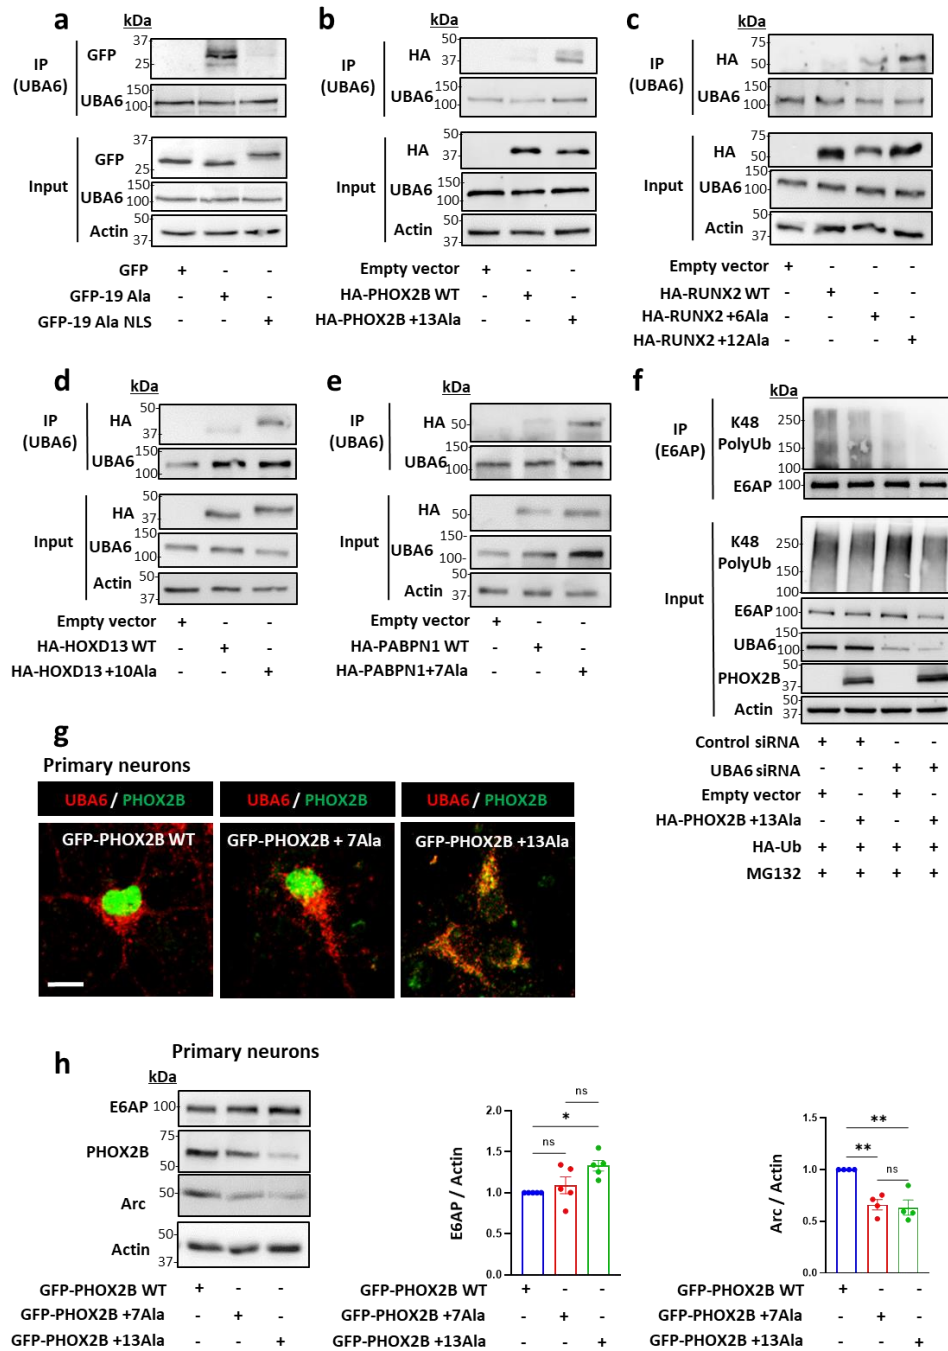 a
kDa
IP
(UBA6)
GFP
37
25
UBA6
150
100
Input
GFP
37
25
UBA6
150
100
Actin
50
37
GFP + - -
GFP-19 Ala - + -
GFP-19 Ala NLS - - +
b
kDa
IP
(UBA6)
HA
50
37
UBA6
150
100
Input
HA
50
37
UBA6
150
100
Actin
50
37
Empty vector + - -
HA-PHOX2B WT - + -
HA-PHOX2B +13Ala - - +
c
kDa
IP
(UBA6)
HA
75
50
UBA6
150
100
Input
HA
75
50
UBA6
150
100
Actin
50
37
Empty vector + - - -
HA-RUNX2 WT - + - -
HA-RUNX2 +6Ala - - + -
HA-RUNX2 +12Ala - - - +
d
kDa
IP
(UBA6)
HA
50
37
UBA6
150
100
Input
HA
50
37
UBA6
150
100
Actin
50
37
Empty vector + - -
HA-HOXD13 WT - + -
HA-HOXD13 +10Ala - - +
e
kDa
IP
(UBA6)
HA
50
UBA6
150
100
Input
HA
50
UBA6
150
100-
Actin
50
37
Empty vector + - -
HA-PABPN1 WT - + -
HA-PABPN1+7Ala - - +
f
kDa
IP
(E6AP)
K48
PolyUb
250
150
100
E6AP
100
Input
K48
PolyUb
250
150
100
E6AP
100
UBA6
150
100
PHOX2B
50
37
Actin
50
37
Control siRNA + + - -
UBA6 siRNA - - + +
Empty vector + - + -
HA-PHOX2B +13Ala - + - +
HA-Ub + + + +
MG132 + + + +
g
Primary neurons
UBA6 / PHOX2B
UBA6 / PHOX2B
UBA6 / PHOX2B
GFP-PHOX2B WT
GFP-PHOX2B + 7Ala
GFP-PHOX2B +13Ala
h
Primary neurons
kDa
E6AP
100
PHOX2B
75
50
Arc
50
Actin
50
37
GFP-PHOX2B WT + - -
GFP-PHOX2B +7Ala - + -
GFP-PHOX2B +13Ala - - +
E6AP / Actin
2.0
1.5
1.0
0.5
0.0
ns
*
ns
GFP-PHOX2B WT + - -
GFP-PHOX2B +7Ala - + -
GFP-PHOX2B +13Ala - - +
Arc / Actin
1.5
1.0
0.5
0.0
**
**
ns
GFP-PHOX2B WT + - -
GFP-PHOX2B +7Ala - + -
GFP-PHOX2B +13Ala - - +